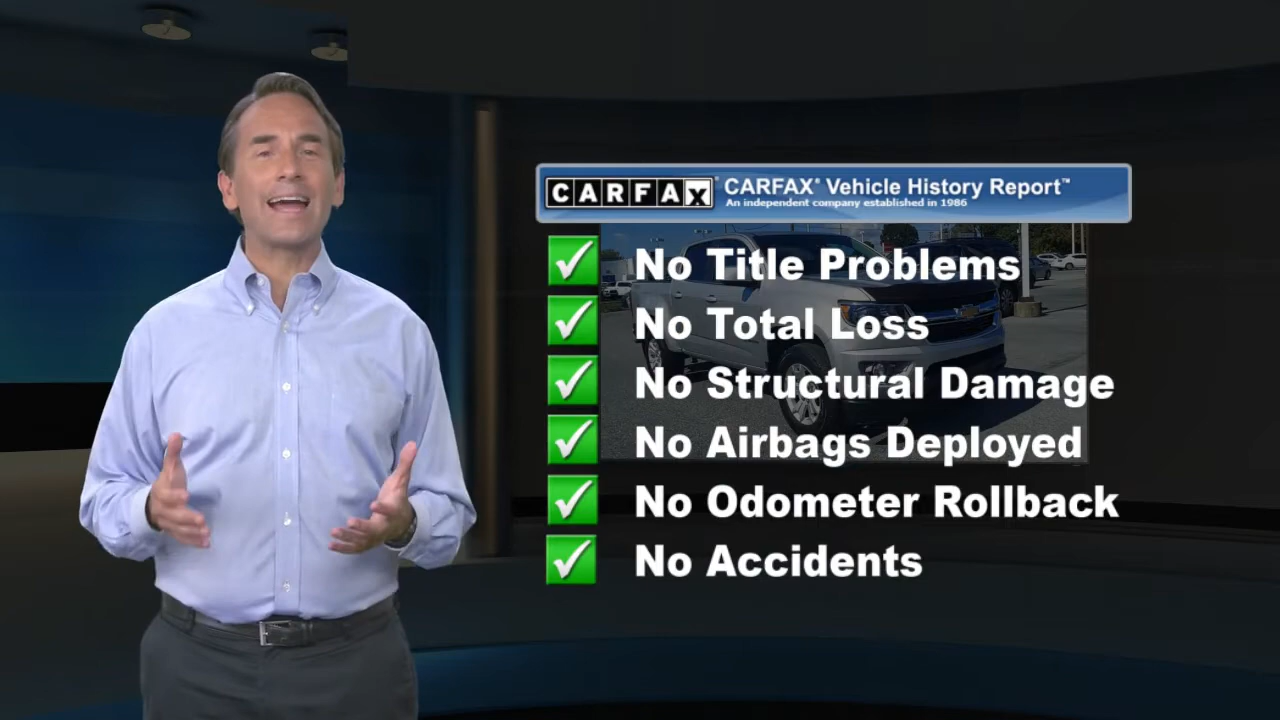 CARFAX® CARFAX® Vehicle History Report™
An independent company established in 1986
No Title Problems
No Total Loss
No Structural Damage
No Airbags Deployed
No Odometer Rollback
No Accidents